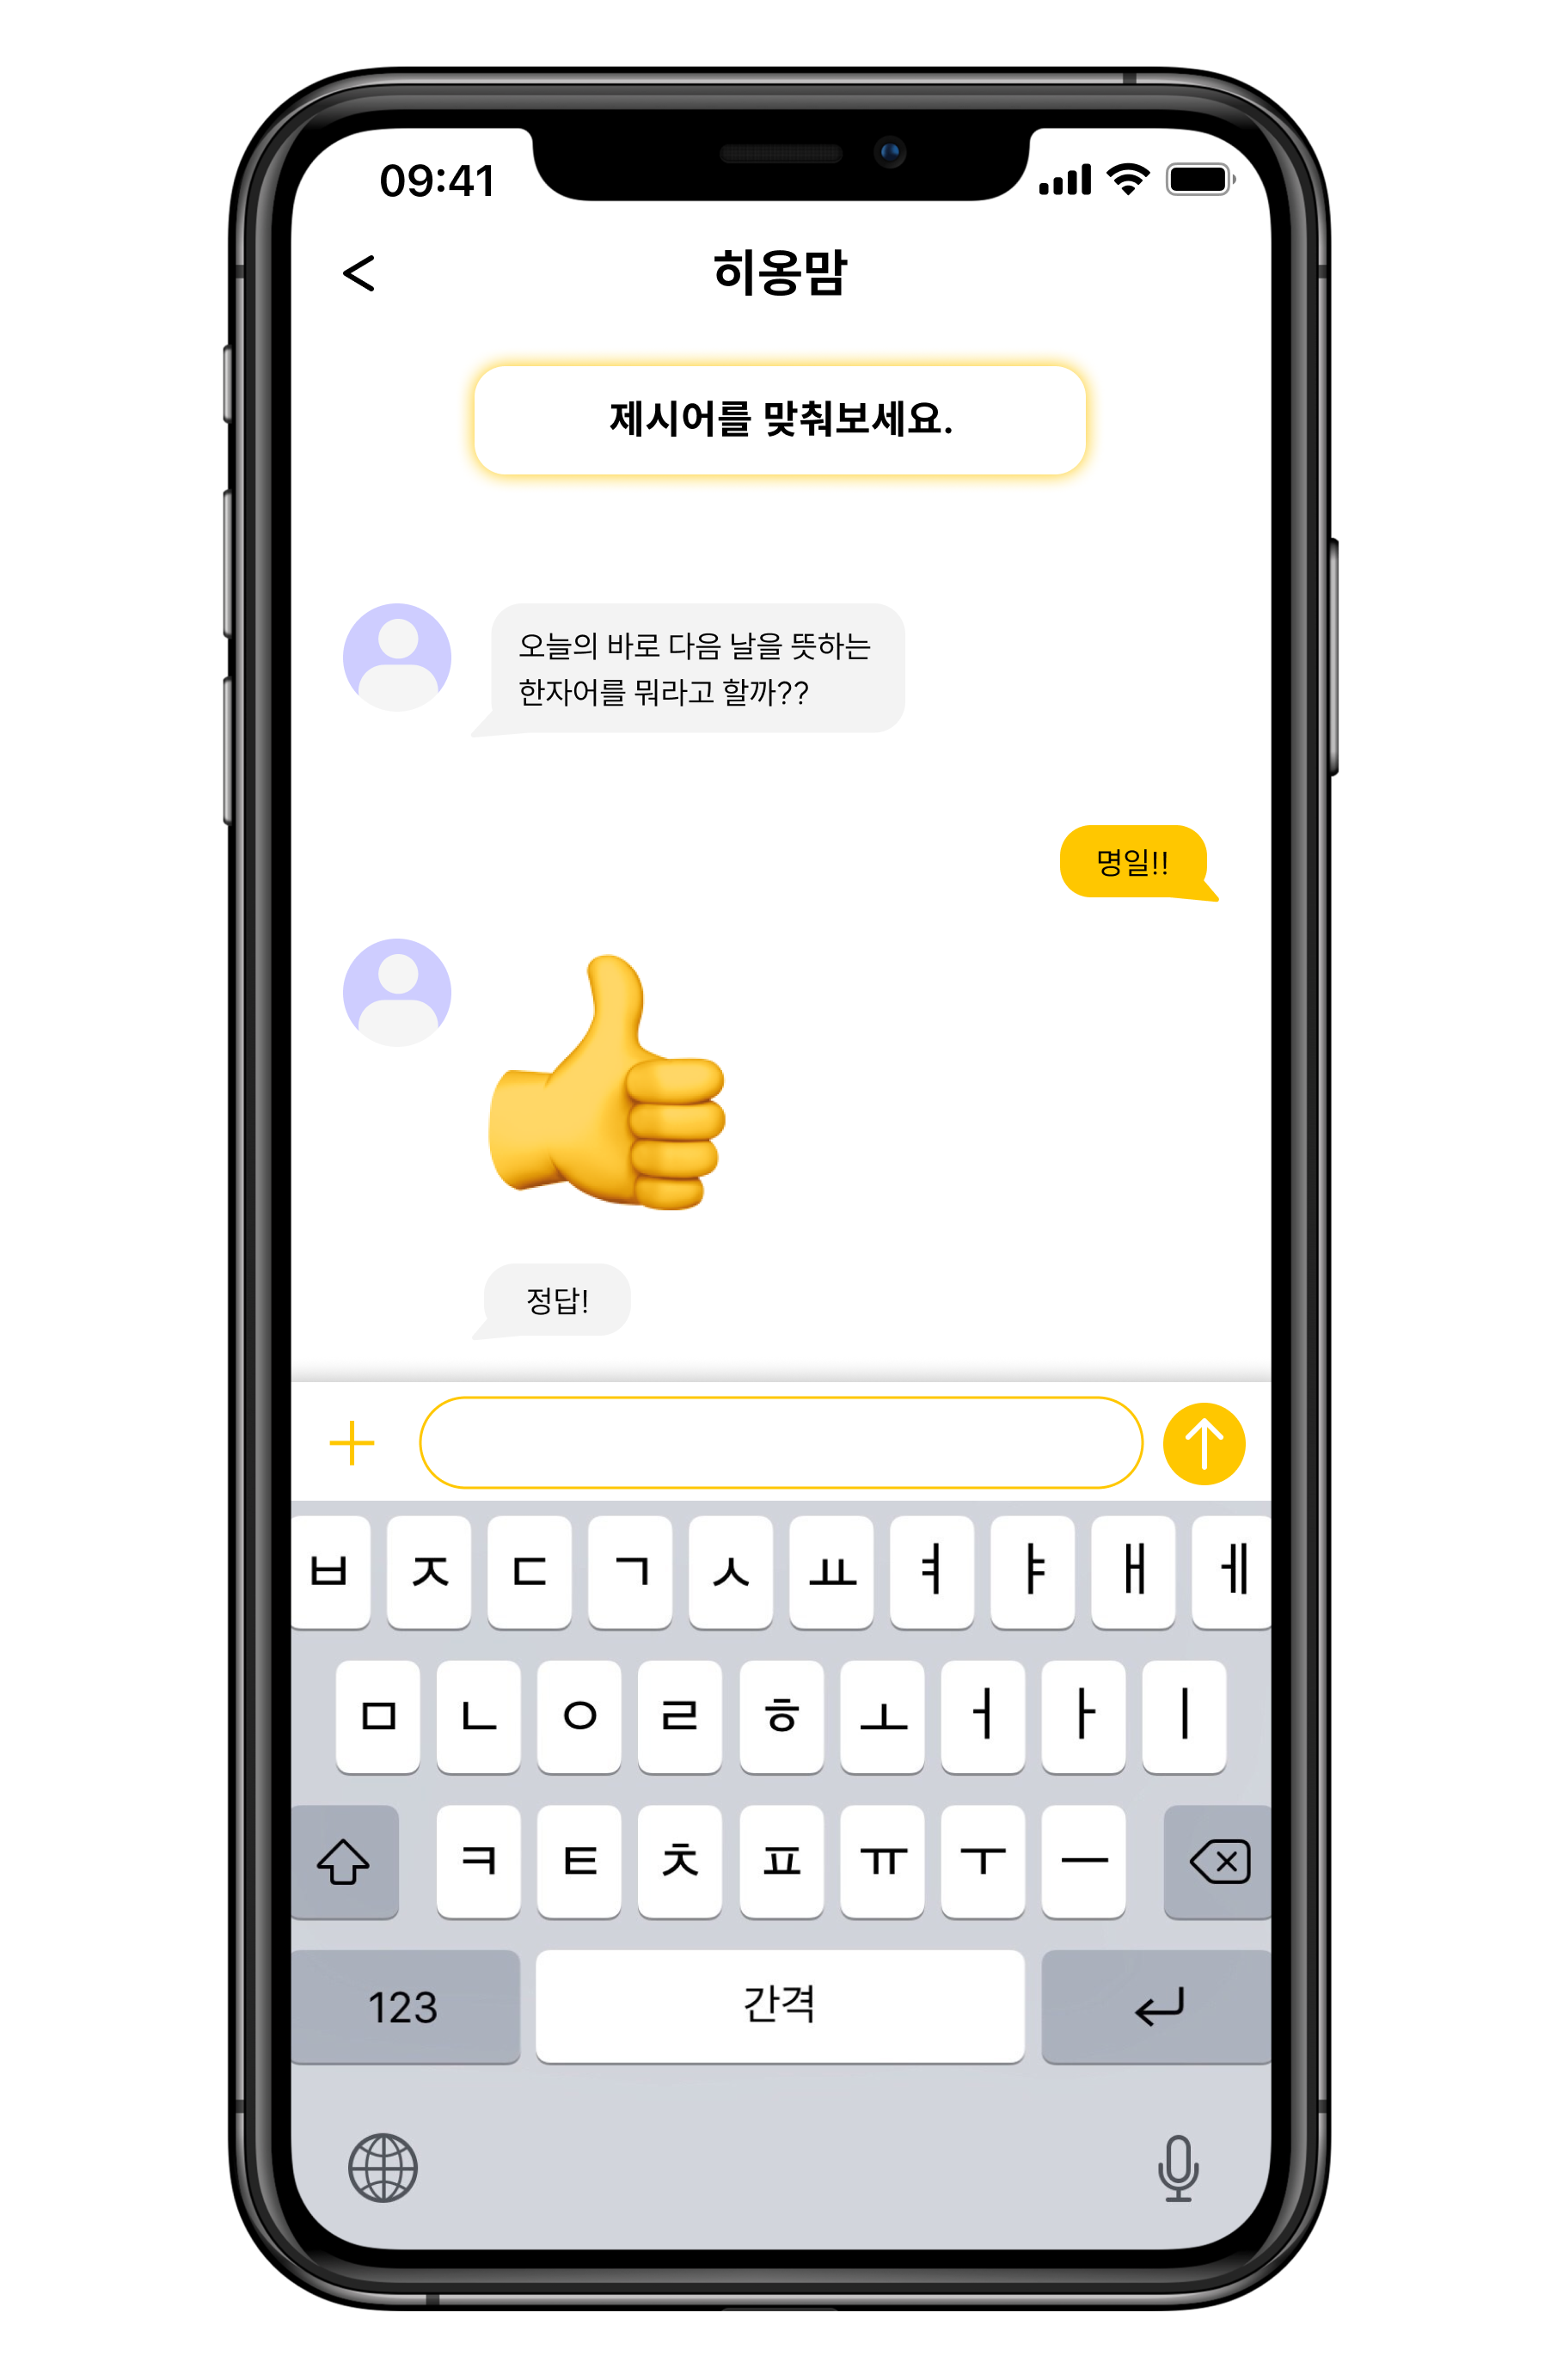 09:41
<
히응맘
제시어를 맞춰보세요.
오늘의 바로 다음 날을 뜻하는
한자어를 뭐라고 할까??
명일!!
정답!
ㅂ ㅈ ㄷ ㄱ ㅅ ㅛ ㅕ ㅑ ㅐ ㅔ
ㅁ ㄴ ㅇ ㄹ ㅎ ㅗ ㅓ ㅏ ㅣ
ㅋ ㅌ ㅊ ㅍ ㅠ ㅜ ㅡ
123 간격